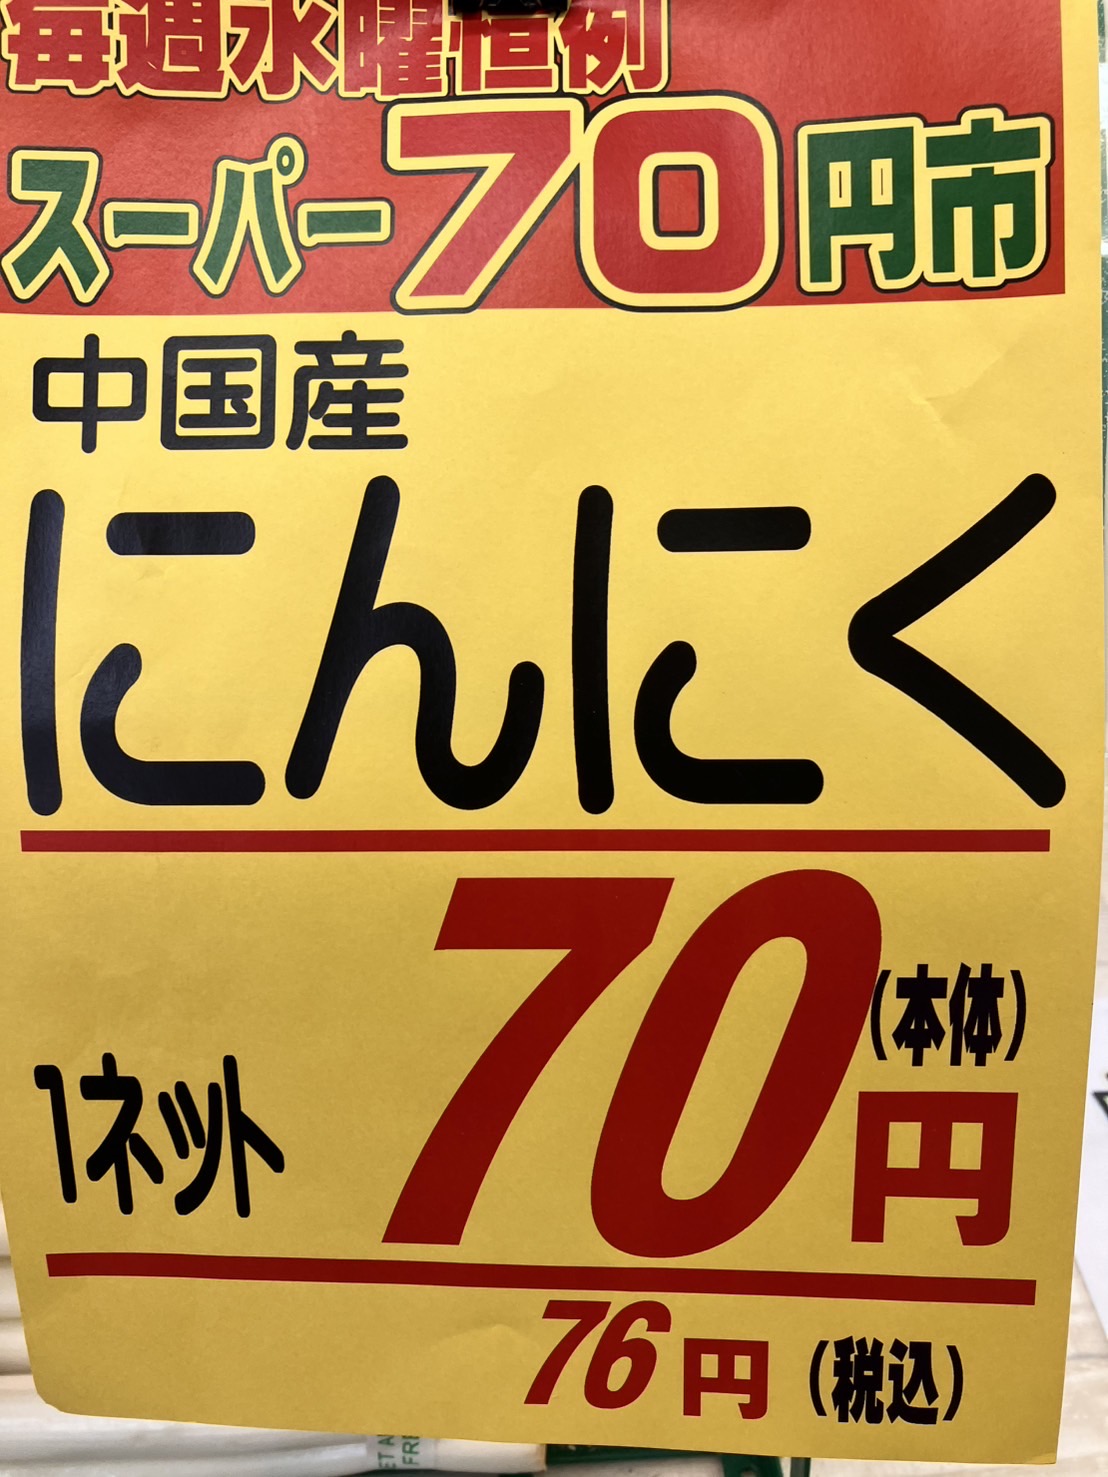 毎週水曜恒例
スーパー70円市
中国産
にんにく
1ネット 70円 (本体)
76円 (税込)